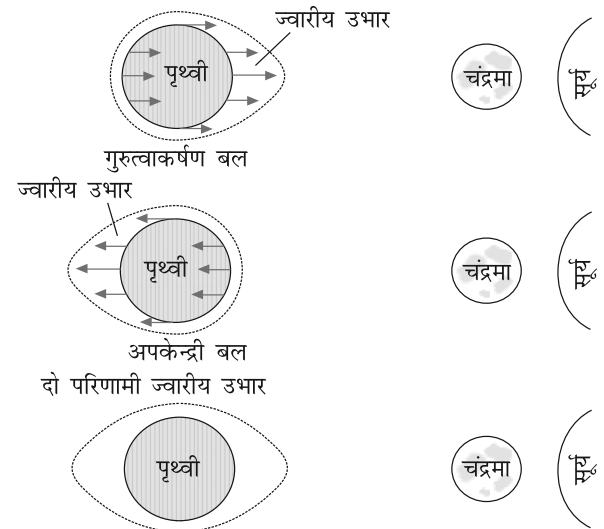 ज्वारीय उभार
पृथ्वी
चंद्रमा
सूर्य
गुरुत्वाकर्षण बल
ज्वारीय उभार
पृथ्वी
चंद्रमा
सूर्य
अपकेन्द्री बल
दो परिणामी ज्वारीय उभार
पृथ्वी
चंद्रमा
सूर्य